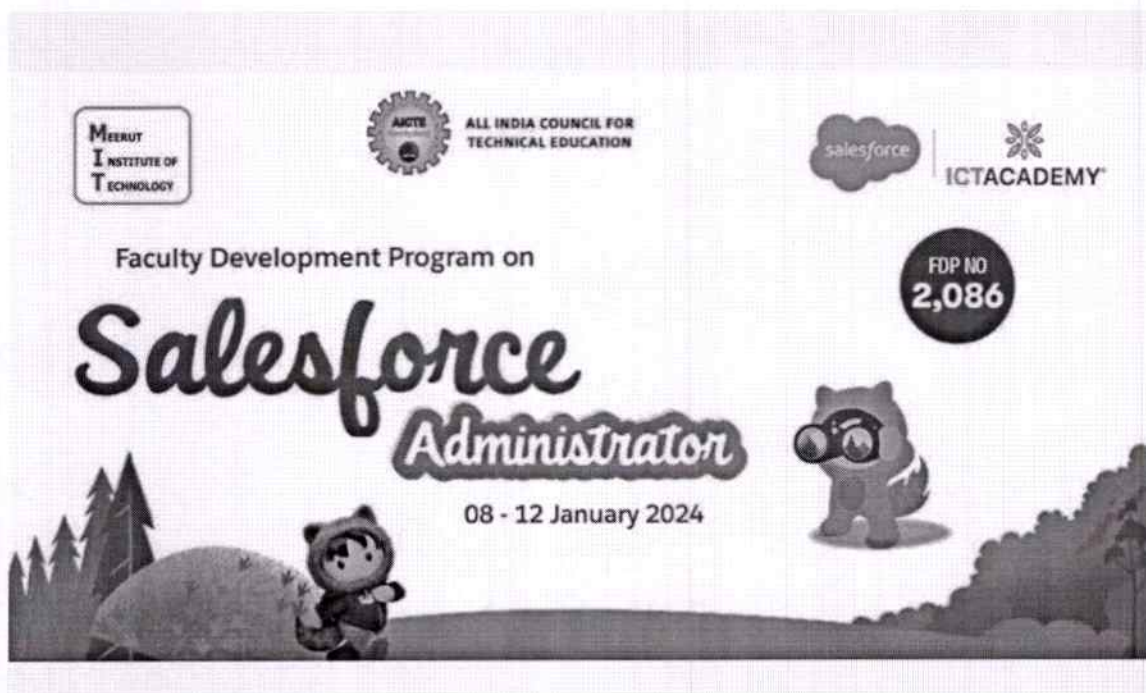 MEERUT
INSTITUTE OF
TECHNOLOGY
AICTE
ALL INDIA COUNCIL FOR
TECHNICAL EDUCATION
salesforce
ICTACADEMY®
Faculty Development Program on
FDP NO
2,086
Salesforce
Administrator
08 - 12 January 2024